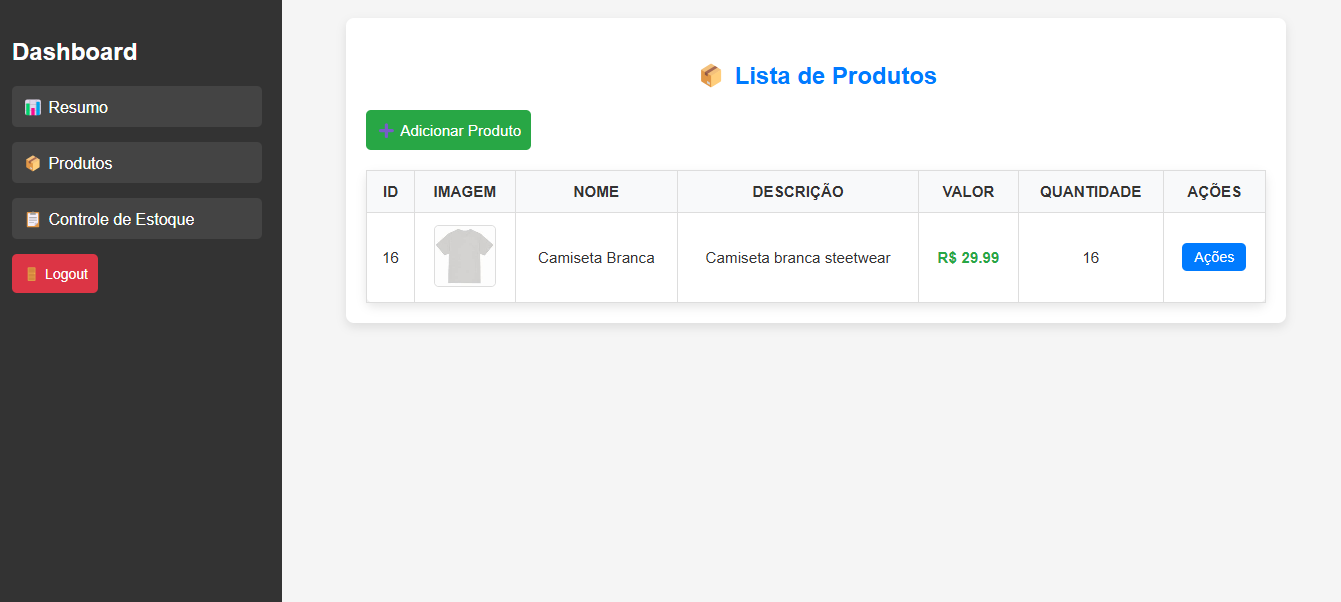 Dashboard
Resumo
Produtos
Controle de Estoque
Logout
Lista de Produtos
Adicionar Produto
ID IMAGEM NOME DESCRIÇÃO VALOR QUANTIDADE AÇÕES
16 Camiseta Branca Camiseta branca steetwear R$ 29.99 16 Ações